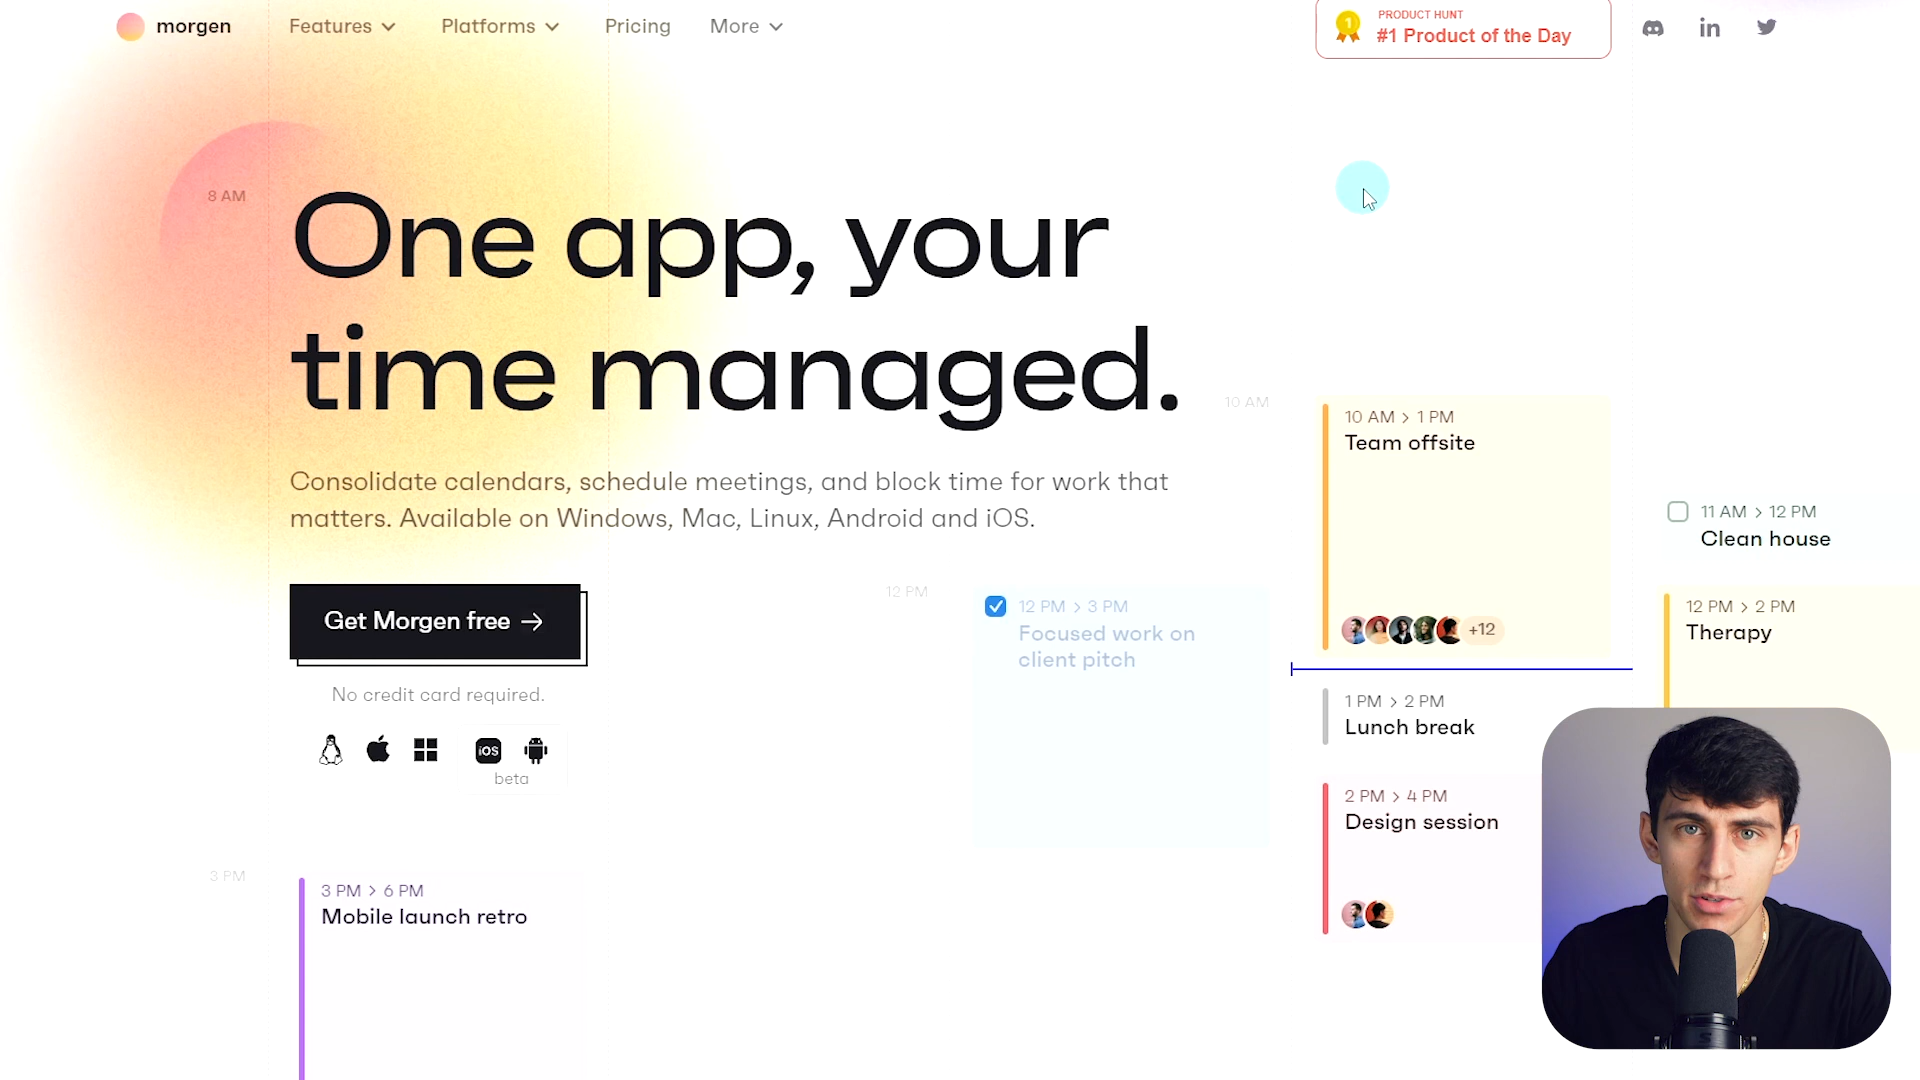 morgen
Features
Platforms
Pricing
More
PRODUCT HUNT
#1 Product of the Day
8 AM
One app, your
time managed.
Consolidate calendars, schedule meetings, and block time for work that
matters. Available on Windows, Mac, Linux, Android and iOS.
Get Morgen free →
No credit card required.
iOS
beta
3 PM
3 PM > 6 PM
Mobile launch retro
12 PM
12 PM > 3 PM
Focused work on
client pitch
10 AM
10 AM > 1 PM
Team offsite
+12
1 PM > 2 PM
Lunch break
2 PM > 4 PM
Design session
11 AM > 12 PM
Clean house
12 PM > 2 PM
Therapy